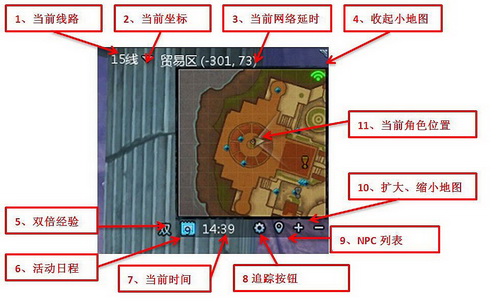 1、当前线路
2、当前坐标
3、当前网络延时
4、收起小地图
15线
贸易区 (-301, 73)
11、当前角色位置
10、扩大、缩小地图
5、双倍经验
双
14:39
9、NPC 列表
6、活动日程
7、当前时间
8 追踪按钮